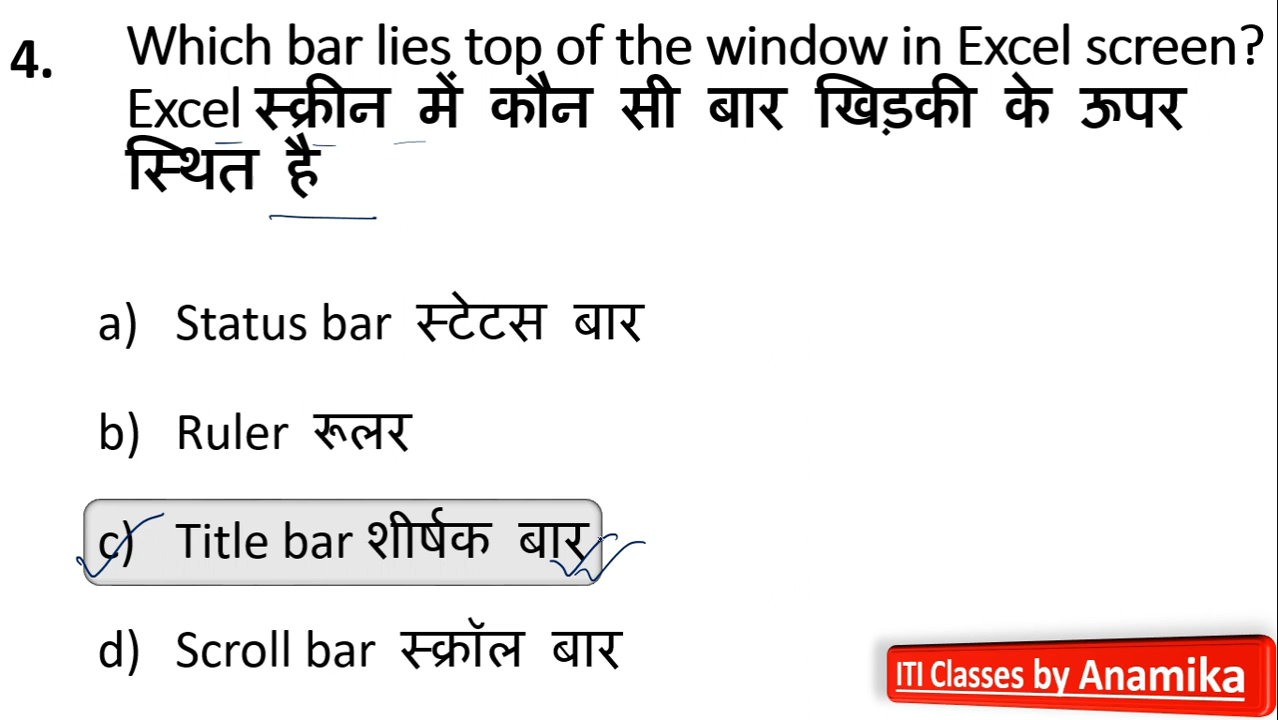 4. Which bar lies top of the window in Excel screen?
Excel स्क्रीन में कौन सी बार खिड़की के ऊपर
स्थित है
a) Status bar स्टेटस बार
b) Ruler रूलर
c) Title bar शीर्षक बार
d) Scroll bar स्क्रॉल बार
ITI Classes by Anamika